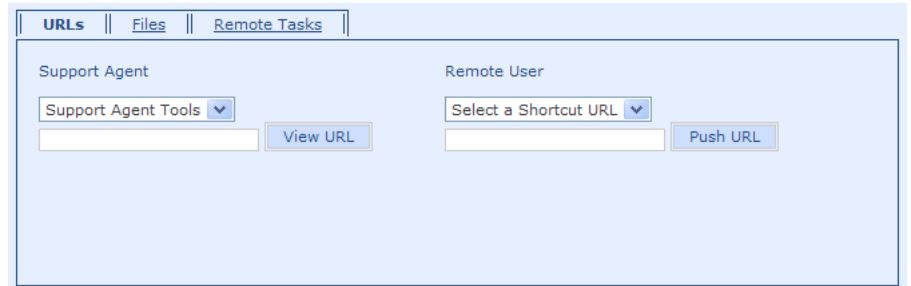 URLs Files Remote Tasks
Support Agent Remote User
Support Agent Tools Select a Shortcut URL
View URL Push URL